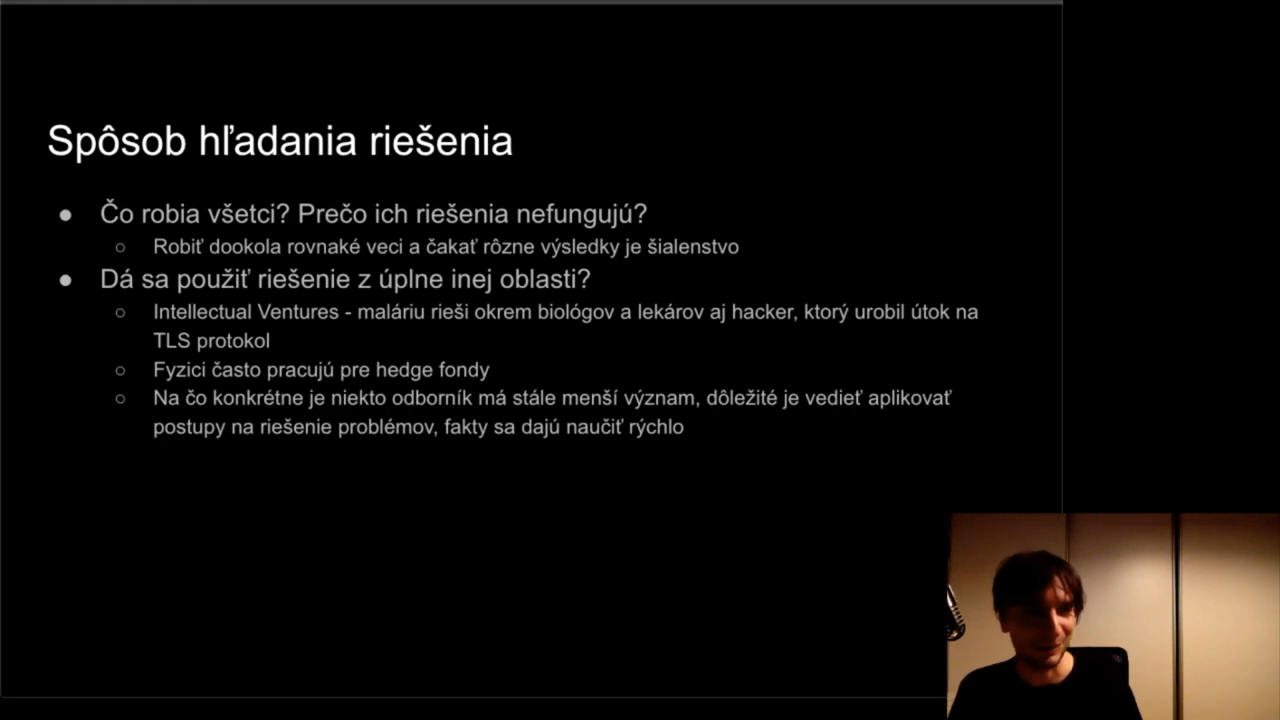 Spôsob hľadania riešenia
● Čo robia všetci? Prečo ich riešenia nefungujú?
○ Robiť dookola rovnaké veci a čakať rôzne výsledky je šialenstvo
● Dá sa použiť riešenie z úplne inej oblasti?
○ Intellectual Ventures - maláriu rieši okrem biológov a lekárov aj hacker, ktorý urobil útok na
TLS protokol
○ Fyzici často pracujú pre hedge fondy
○ Na čo konkrétne je niekto odborník má stále menší význam, dôležité je vedieť aplikovať
postupy na riešenie problémov, fakty sa dajú naučiť rýchlo